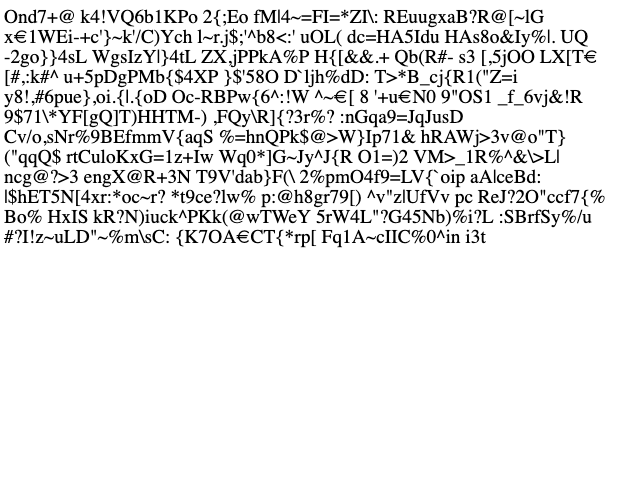 Ond7+@ k4!VQ6b1KPo 2{;Eo fM|4~=FI=*ZI\: REuugxaB?R@[~lG
x€1WEi-+c'}~k'/C)Ych l~r.j$;'^b8<:' uOL( dc=HA5Idu HAs8o&Iy%|. UQ
-2go}}4sL WgsIzY|}4tL ZX,jPPkA%P H{[&&.+ Qb(R#- s3 [,5jOO LX[T€
[#,:k#^ u+5pDgPMb{$4XP }$'58O D`ljh%dD: T>*B_cj{R1("Z=i
y8!,#6pue},oi.{|.{oD Oc-RBPw{6^:!W ^~€[ 8 '+u€N0 9"OS1 _f_6vj&!R
9$71\*YF[gQ]T)HHTM-) ,FQy\R]{?3r%? :nGqa9=JqJusD
Cv/o,sNr%9BEfmmV{aqS %=hnQPk$@>W}Ip71& hRAWj>3v@o"T}
("qqQ$ rtCuloKxG=1z+Iw Wq0*]G~Jy^J{R O1=)2 VM>_1R%^&\>L|
ncg@?>3 engX@R+3N T9V'dab}F(\ 2%pmO4f9=LV{`oip aA|ceBd:
|$hET5N[4xr:*oc~r? *t9ce?lw% p:@h8gr79[) ^v"z|UfVv pc ReJ?2O"ccf7{%
Bo% HxIS kR?N)iuck^PKk(@wTWeY 5rW4L"?G45Nb)%i?L :SBrfSy%/u
#?I!z~uLD"~%m\sC: {K7OA€CT{*rp[ Fq1A~cIIC%0^in i3t